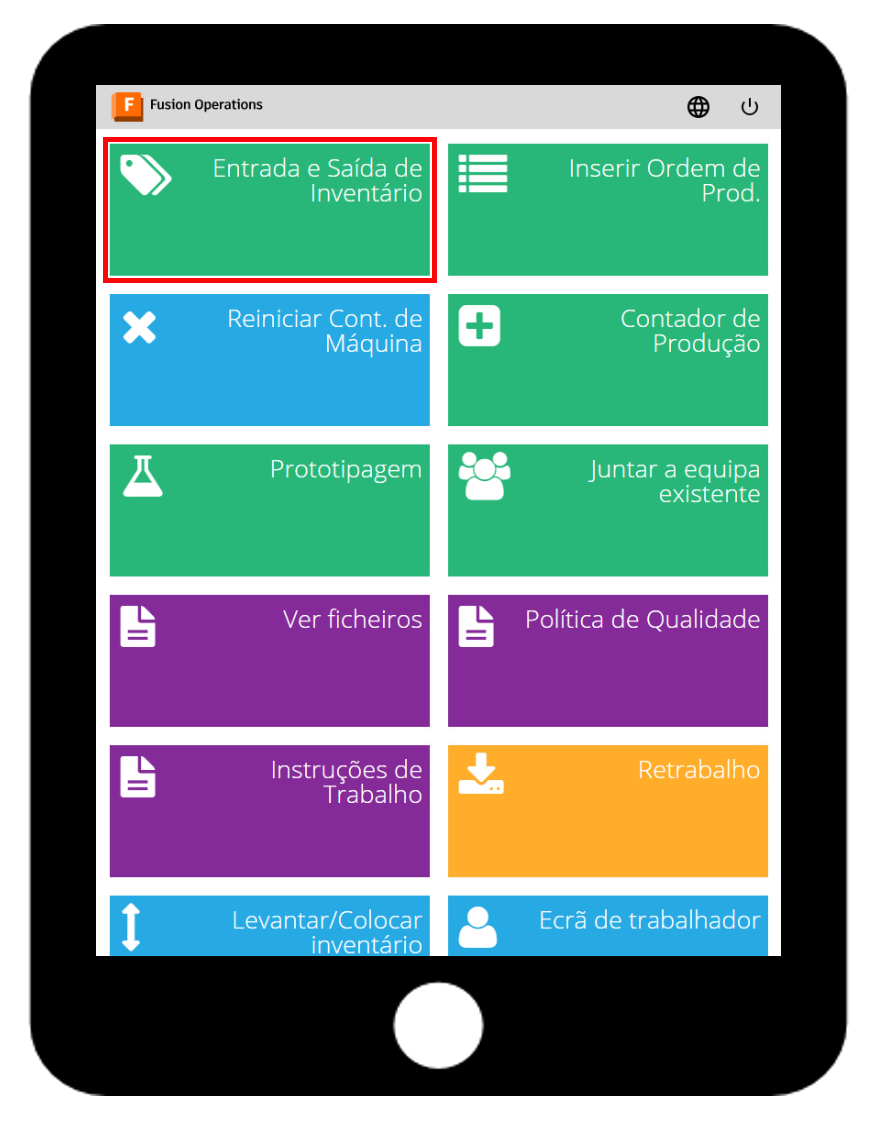 F Fusion Operations
Entrada e Saída de
Inventário
Inserir Ordem de
Prod.
Reiniciar Cont. de
Máquina
Contador de
Produção
Prototipagem
Juntar a equipa
existente
Ver ficheiros
Política de Qualidade
Instruções de
Trabalho
Retrabalho
Levantar/Colocar
inventário
Ecrã de trabalhador